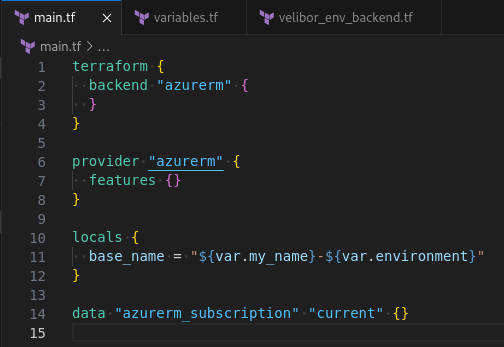 main.tf × variables.tf velibor_env_backend.tf
main.tf > ...
1 terraform {
2   backend "azurerm" {
3   }
4 }
5
6 provider "azurerm" {
7   features {}
8 }
9
10 locals {
11   base_name = "${var.my_name}-${var.environment}"
12 }
13
14 data "azurerm_subscription" "current" {}
15